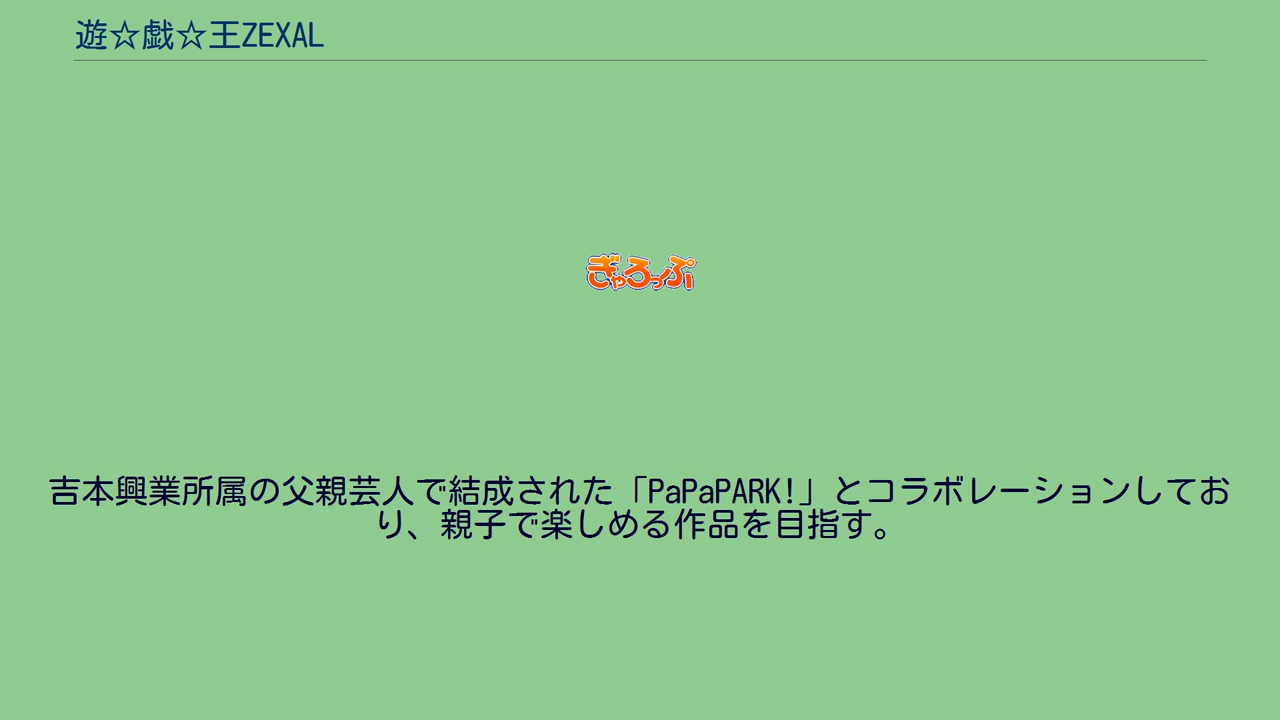 遊☆戯☆王ZEXAL
ぎゃろっぷ
吉本興業所属の父親芸人で結成された「PaPaPARK!」とコラボレーションしてお
り、親子で楽しめる作品を目指す。